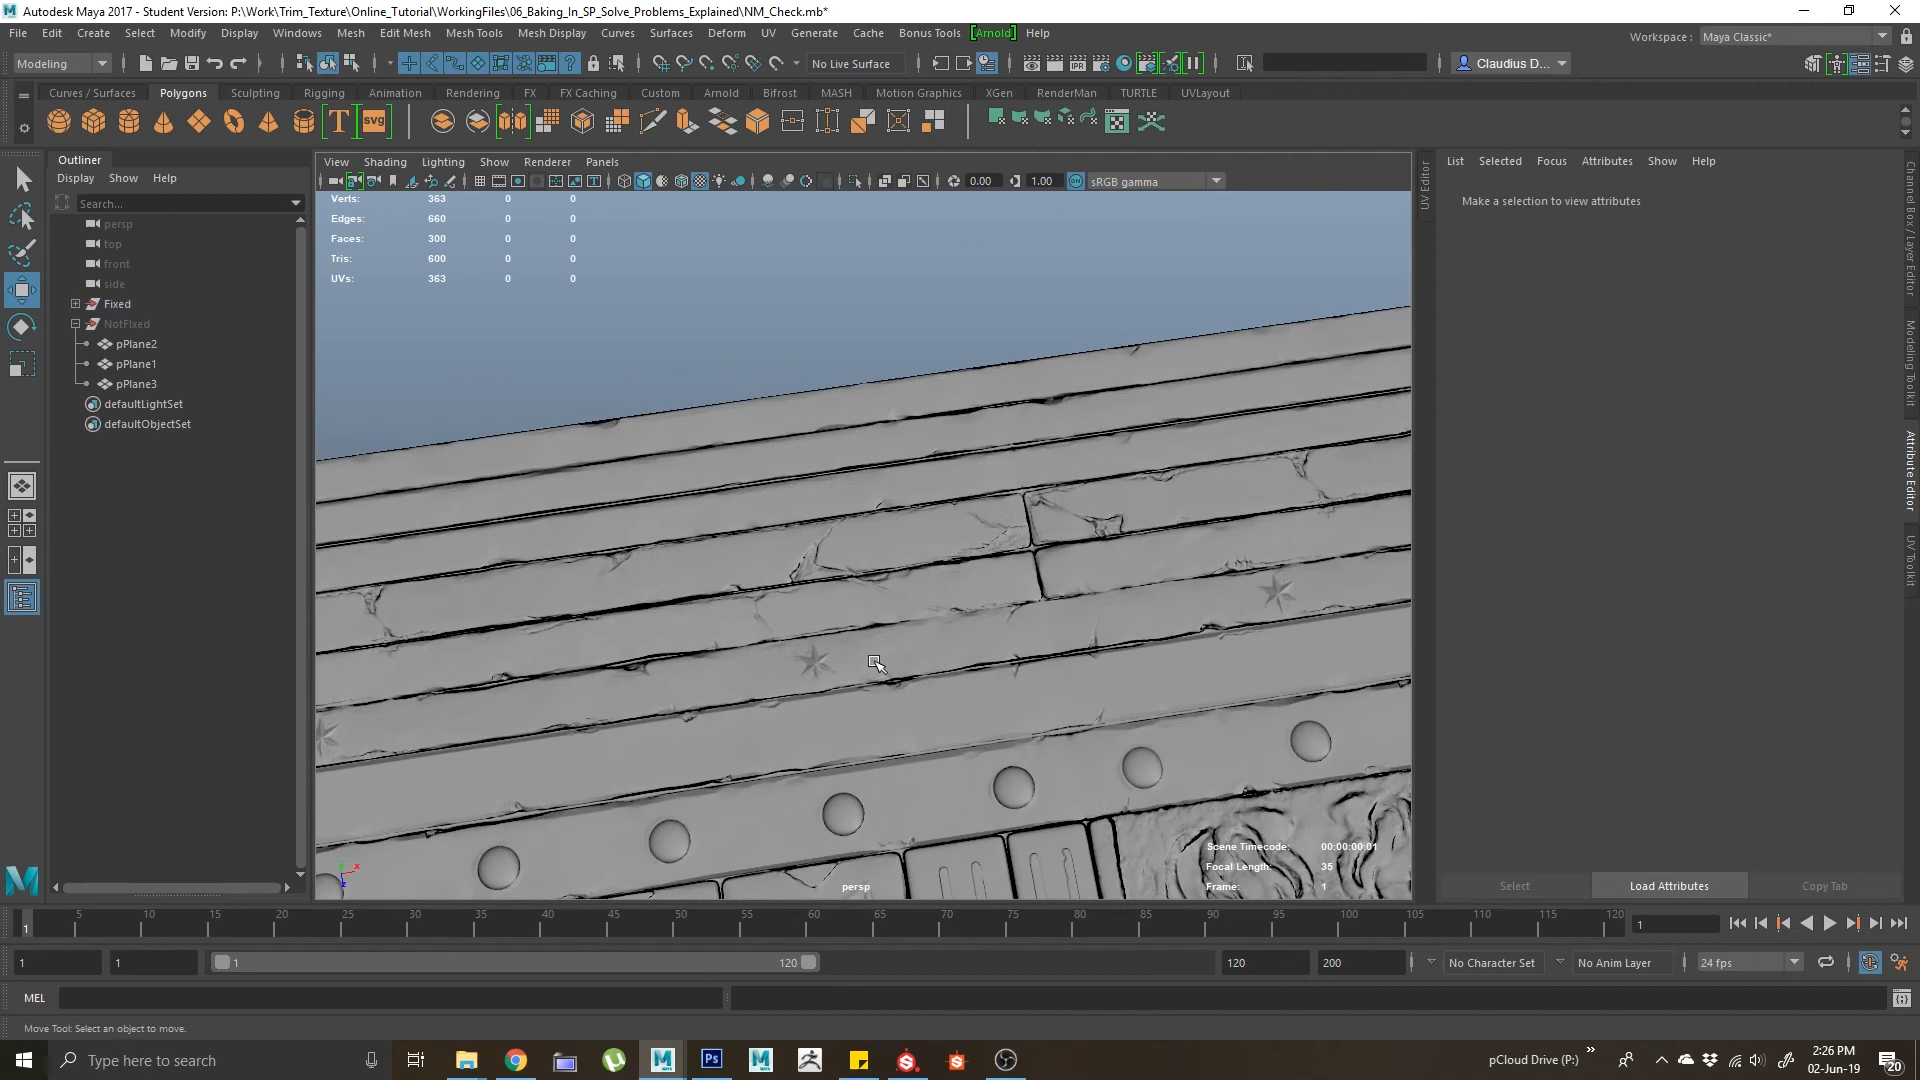 Autodesk Maya 2017 - Student Version: P:\Work\Trim_Texture\Online_Tutorial\WorkingFiles\06_Baking_In_SP_Solve_Problems_Explained\NM_Check.mb*
File Edit Create Select Modify Display Windows Mesh Edit Mesh Mesh Tools Mesh Display Curves Surfaces Deform UV Generate Cache Bonus Tools [Arnold] Help
Workspace : Maya Classic*
Modeling No Live Surface IPR Claudius D...
Curves / Surfaces Polygons Sculpting Rigging Animation Rendering FX FX Caching Custom Arnold Bifrost MASH Motion Graphics XGen RenderMan TURTLE UVLayout
T svg
Outliner
Display Show Help
Search...
persp
top
front
side
Fixed
NotFixed
pPlane2
pPlane1
pPlane3
defaultLightSet
defaultObjectSet
View Shading Lighting Show Renderer Panels
0.00 1.00 ON sRGB gamma
Verts: 363 0 0
Edges: 660 0 0
Faces: 300 0 0
Tris: 600 0 0
UVs: 363 0 0
Scene Timecode: 00:00:00:01
Focal Length: 35
Frame: 1
persp
UV Editor
List Selected Focus Attributes Show Help
Make a selection to view attributes
Select Load Attributes Copy Tab
Channel Box / Layer Editor
Modeling Toolkit
Attribute Editor
UV Toolkit
1 5 10 15 20 25 30 35 40 45 50 55 60 65 70 75 80 85 90 95 100 105 110 115 120 1
1 1 1 120 120 200 No Character Set No Anim Layer 24 fps
MEL
Move Tool: Select an object to move.
Type here to search
Ps
pCloud Drive (P:)
2:26 PM
02-Jun-19
20